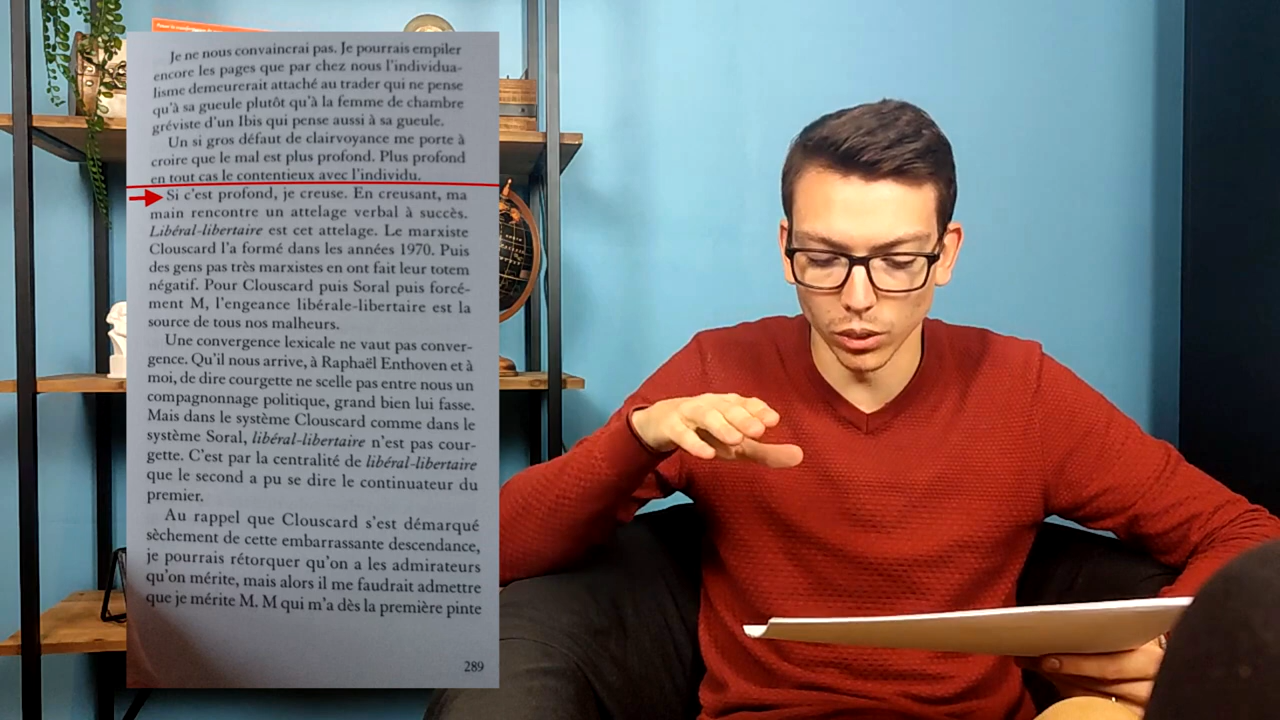 Je ne nous convaincrai pas. Je pourrais empiler
encore les pages que par chez nous l'individua-
lisme demeurerait attaché au trader qui ne pense
qu'à sa gueule plutôt qu'à la femme de chambre
gréviste d'un Ibis qui pense aussi à sa gueule.
Un si gros défaut de clairvoyance me porte à
croire que le mal est plus profond. Plus profond
en tout cas le contentieux avec l'individu.
Si c'est profond, je creuse. En creusant, ma
main rencontre un attelage verbal à succès.
Libéral-libertaire est cet attelage. Le marxiste
Clouscard l'a formé dans les années 1970. Puis
des gens pas très marxistes en ont fait leur totem
négatif. Pour Clouscard puis Soral puis forcé-
ment M, l'engeance libérale-libertaire est la
source de tous nos malheurs.
Une convergence lexicale ne vaut pas conver-
gence. Qu'il nous arrive, à Raphaël Enthoven et à
moi, de dire courgette ne scelle pas entre nous un
compagnonnage politique, grand bien lui fasse.
Mais dans le système Clouscard comme dans le
système Soral, libéral-libertaire n'est pas cour-
gette. C'est par la centralité de libéral-libertaire
que le second a pu se dire le continuateur du
premier.
Au rappel que Clouscard s'est démarqué
sèchement de cette embarrassante descendance,
je pourrais rétorquer qu'on a les admirateurs
qu'on mérite, mais alors il me faudrait admettre
que je mérite M. M qui m'a dès la première pinte
289